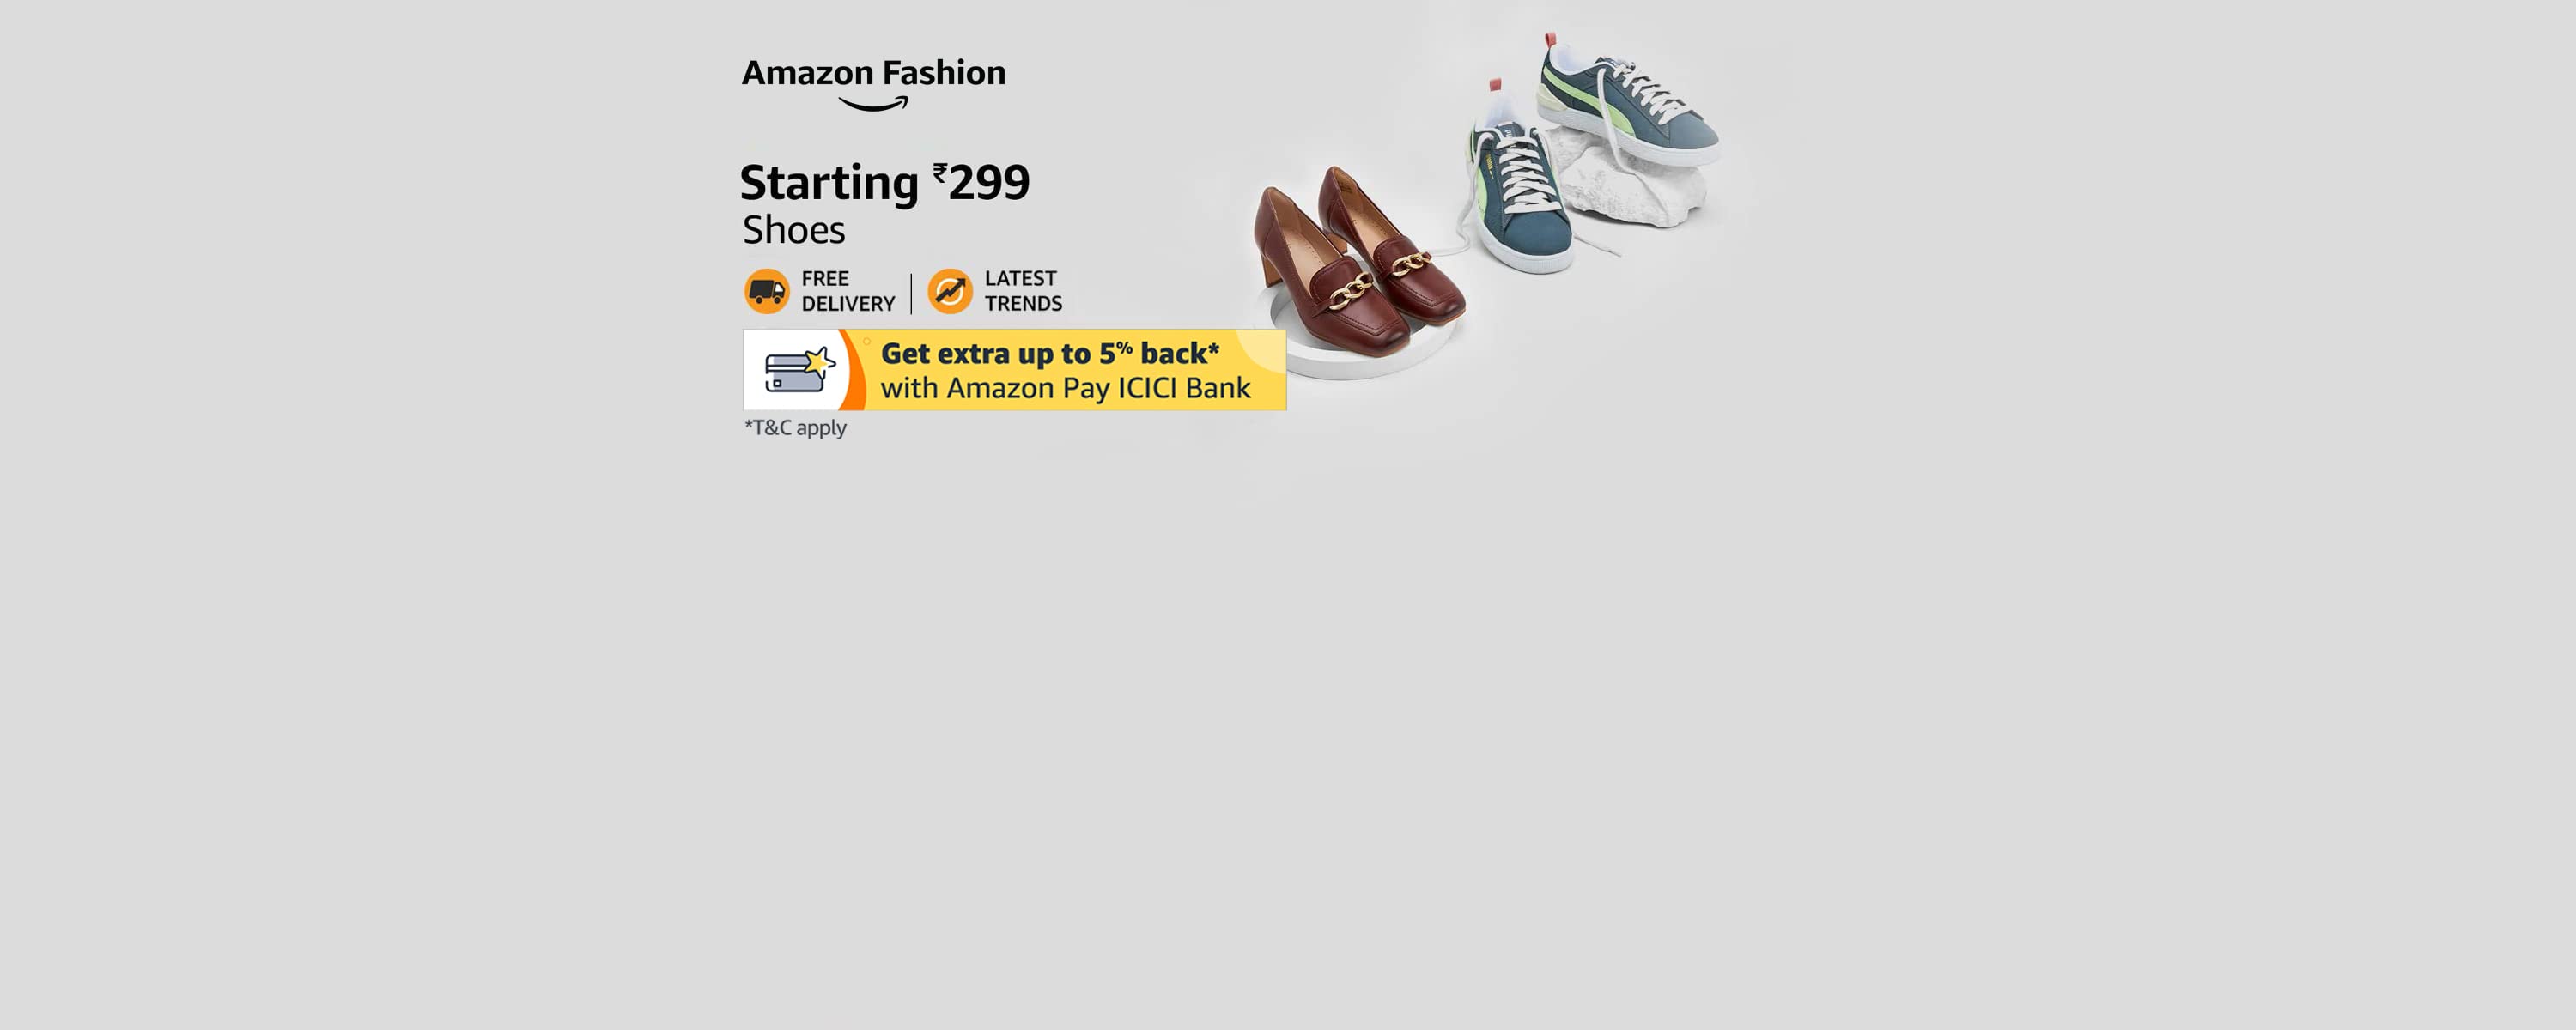 Amazon Fashion
Starting ₹299
Shoes
FREE
DELIVERY
LATEST
TRENDS
Get extra up to 5% back*
with Amazon Pay ICICI Bank
*T&C apply